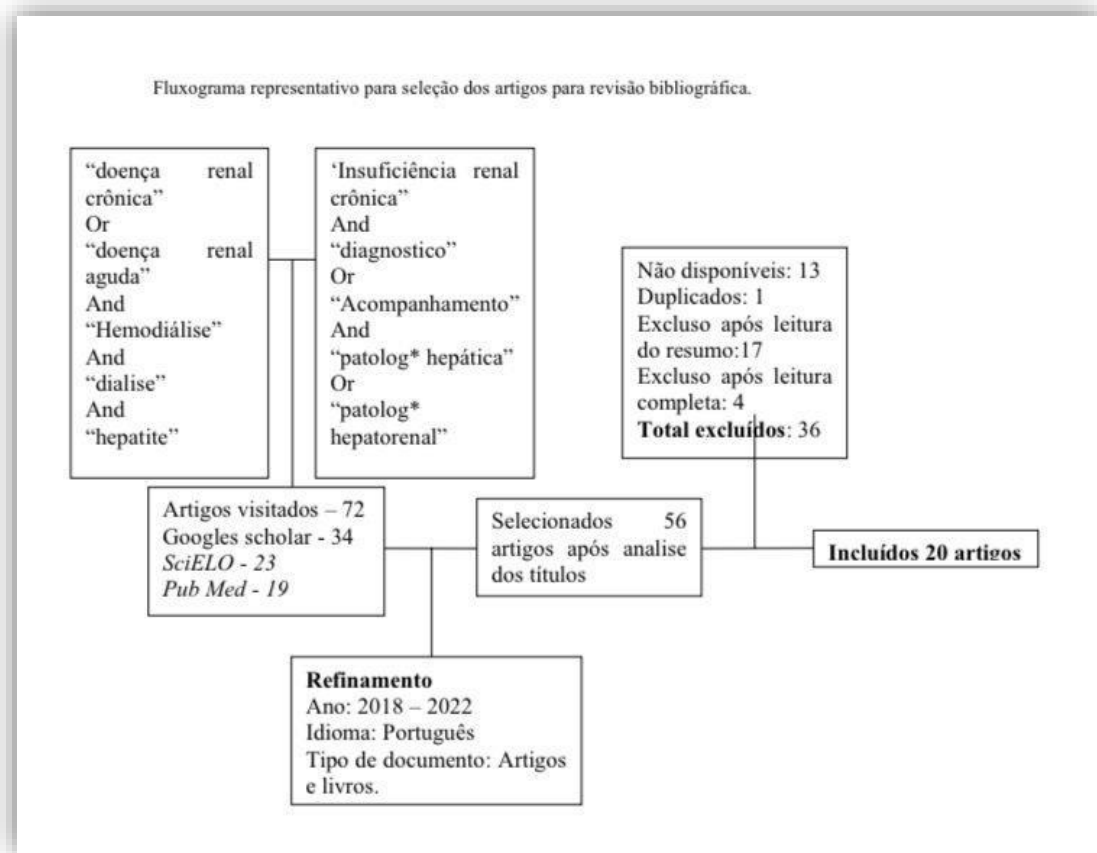 Fluxograma representativo para seleção dos artigos para revisão bibliográfica.
“doença renal
crônica”
Or
“doença renal
aguda”
And
“Hemodiálise”
And
“dialise”
And
“hepatite”
‘Insuficiência renal
crônica”
And
“diagnostico”
Or
“Acompanhamento”
And
“patolog* hepática”
Or
“patolog*
hepatorenal”
Não disponíveis: 13
Duplicados: 1
Excluso após leitura
do resumo:17
Excluso após leitura
completa: 4
Total excluídos: 36
Artigos visitados – 72
Googles scholar - 34
SciELO - 23
Pub Med - 19
Selecionados 56
artigos após analise
dos títulos
Incluídos 20 artigos
Refinamento
Ano: 2018 – 2022
Idioma: Português
Tipo de documento: Artigos
e livros.